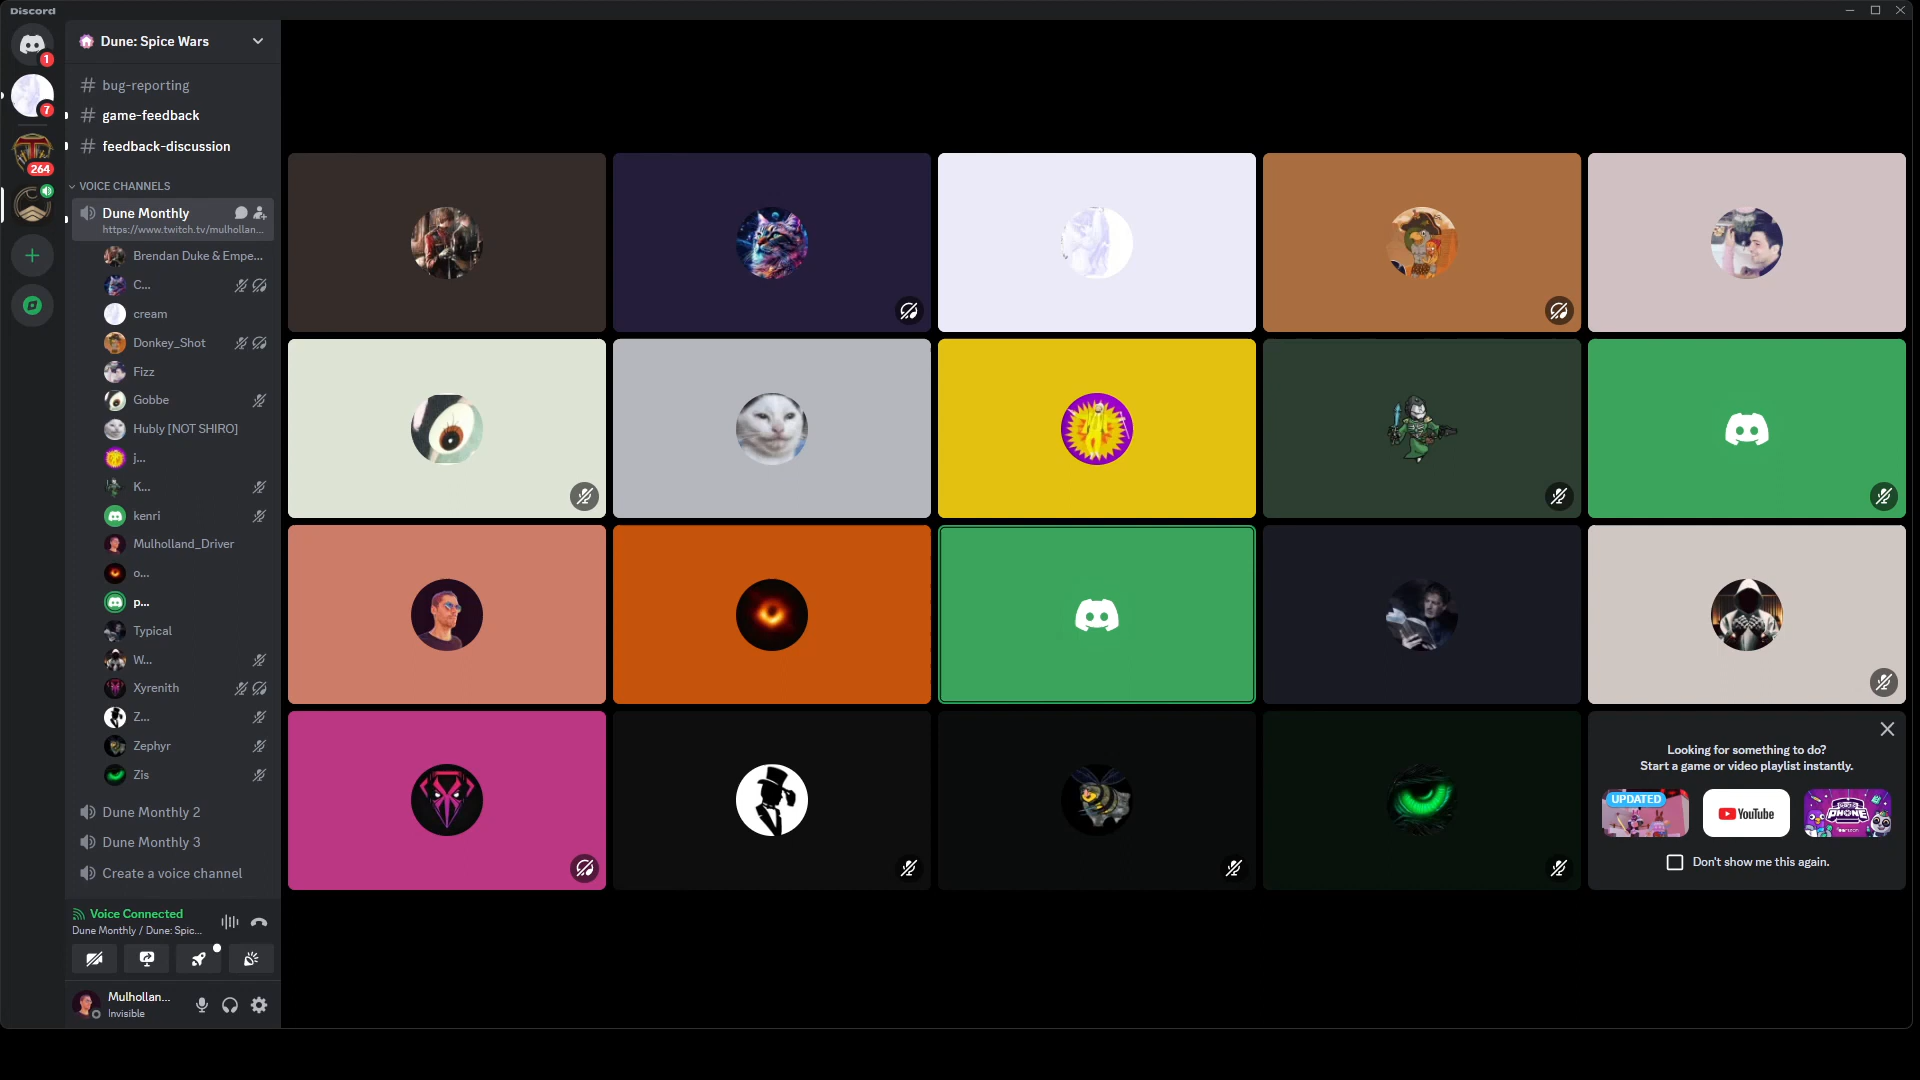 Discord
1
7
264
Dune: Spice Wars
bug-reporting
game-feedback
feedback-discussion
VOICE CHANNELS
Dune Monthly
https://www.twitch.tv/mulhollan...
Brendan Duke & Empe...
C...
cream
Donkey_Shot
Fizz
Gobbe
Hubly [NOT SHIRO]
j...
K...
kenri
Mulholland_Driver
o...
p...
Typical
W...
Xyrenith
Z...
Zephyr
Zis
Dune Monthly 2
Dune Monthly 3
Create a voice channel
Voice Connected
Dune Monthly / Dune: Spic...
Mulhollan...
Invisible
Looking for something to do?
Start a game or video playlist instantly.
UPDATED
YouTube
PHONE
Don't show me this again.